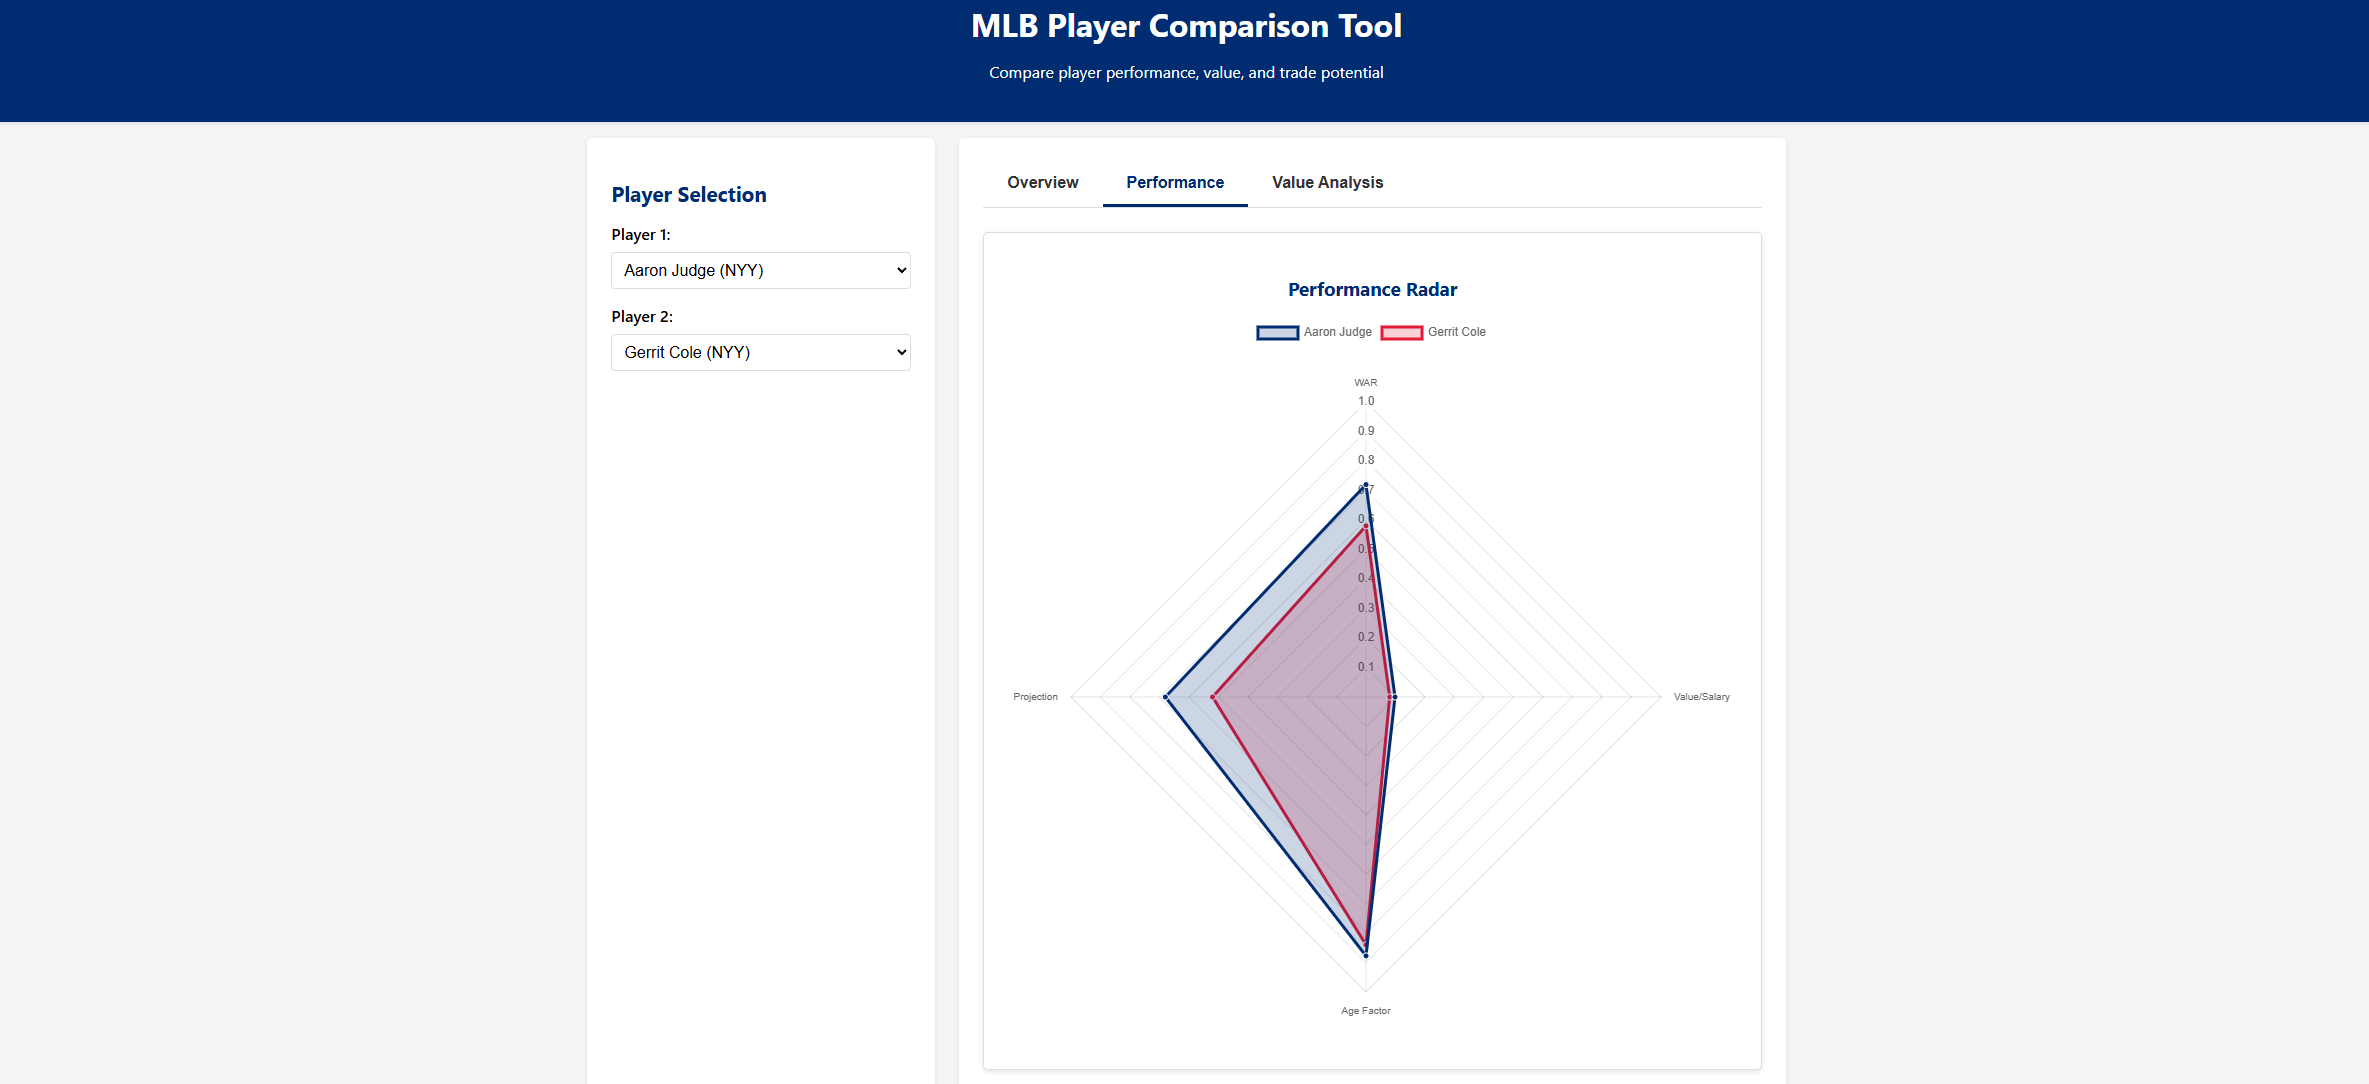 MLB Player Comparison Tool
Compare player performance, value, and trade potential
Player Selection
Player 1:
Aaron Judge (NYY)
Player 2:
Gerrit Cole (NYY)
Overview
Performance
Value Analysis
Performance Radar
Aaron Judge
Gerrit Cole
WAR
1.0
0.9
0.8
0.7
0.6
0.5
0.4
0.3
0.2
0.1
Projection
Value/Salary
Age Factor